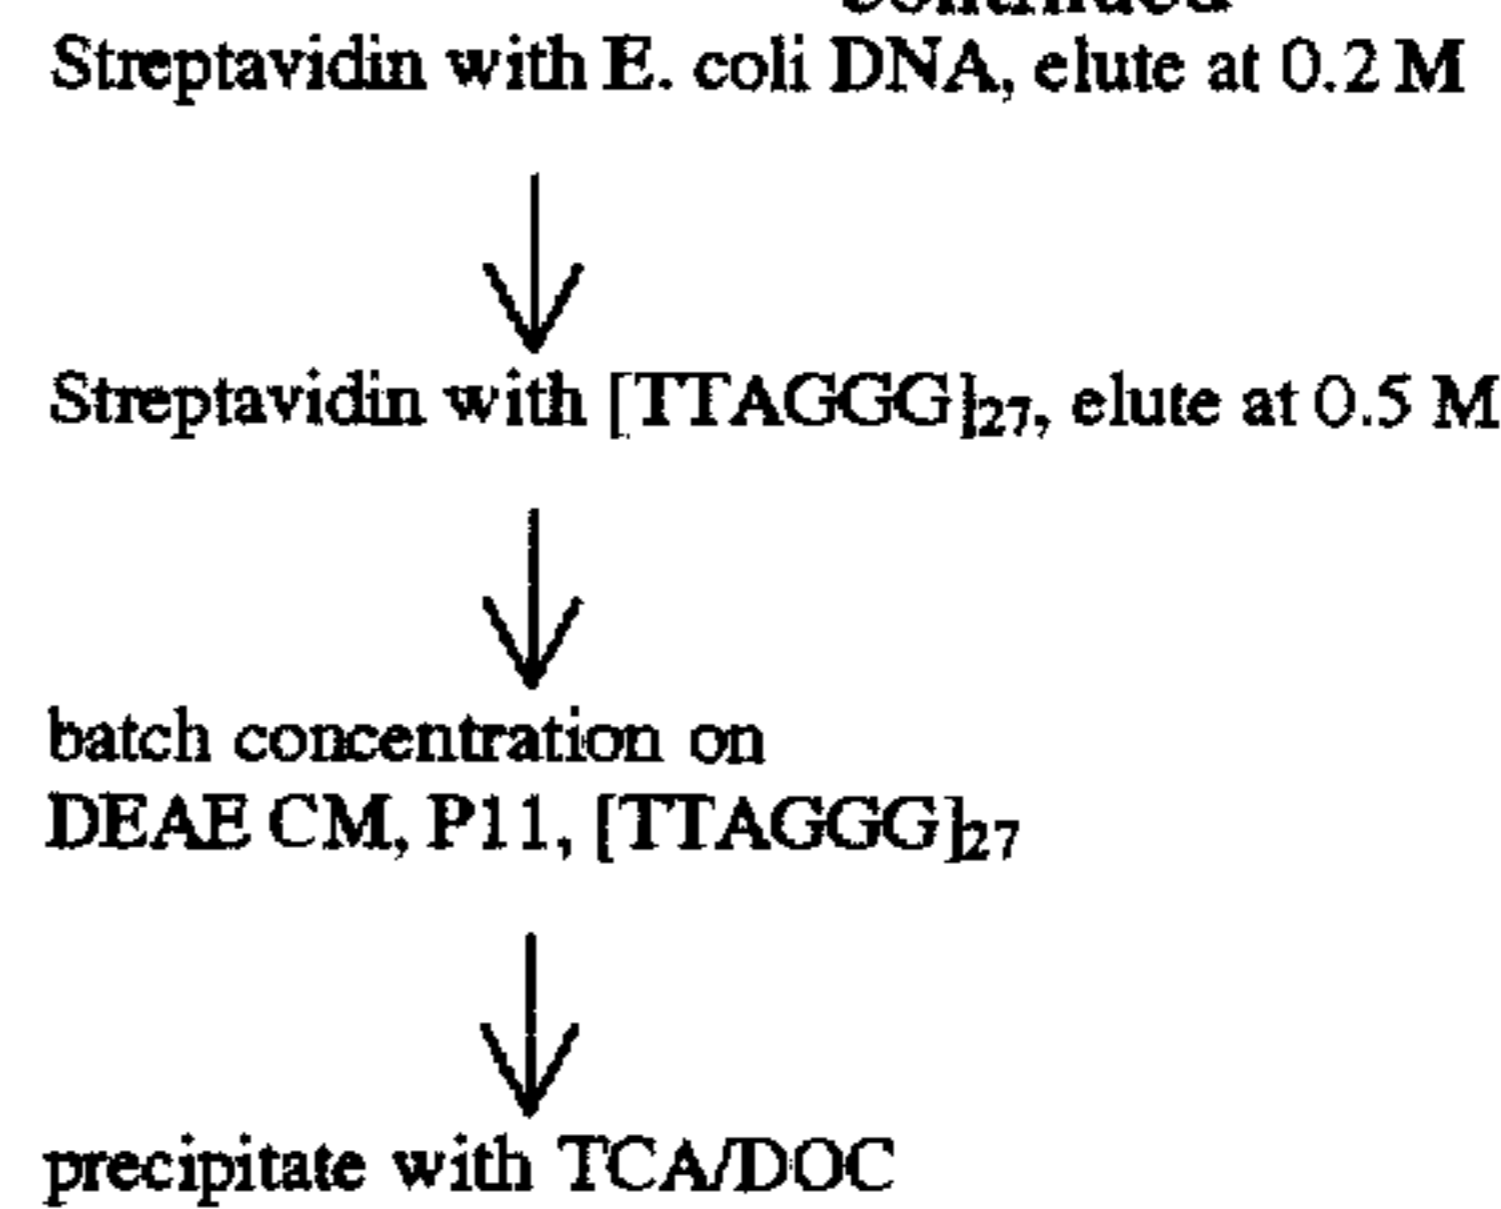 continued
Streptavidin with E. coli DNA, elute at 0.2 M
Streptavidin with [TTAGGG]27, elute at 0.5 M
batch concentration on
DEAE CM, P11, [TTAGGG]27
precipitate with TCA/DOC